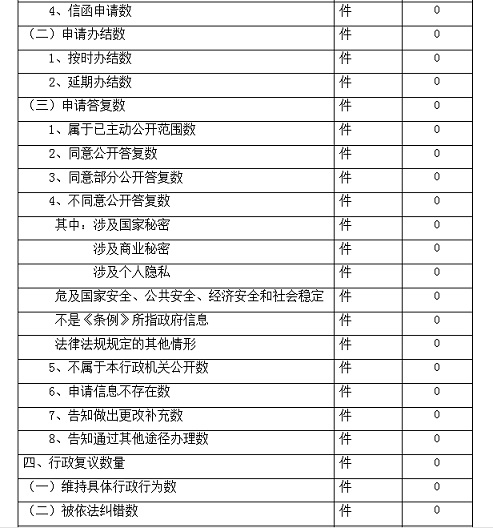 4、信函申请数 件 0
（二）申请办结数 件 0
1、按时办结数 件 0
2、延期办结数 件 0
（三）申请答复数 件 0
1、属于已主动公开范围数 件 0
2、同意公开答复数 件 0
3、同意部分公开答复数 件 0
4、不同意公开答复数 件 0
其中：涉及国家秘密 件 0
涉及商业秘密 件 0
涉及个人隐私 件 0
危及国家安全、公共安全、经济安全和社会稳定 件 0
不是《条例》所指政府信息 件 0
法律法规规定的其他情形 件 0
5、不属于本行政机关公开数 件 0
6、申请信息不存在数 件 0
7、告知做出更改补充数 件 0
8、告知通过其他途径办理数 件 0
四、行政复议数量 件 0
（一）维持具体行政行为数 件 0
（二）被依法纠错数 件 0